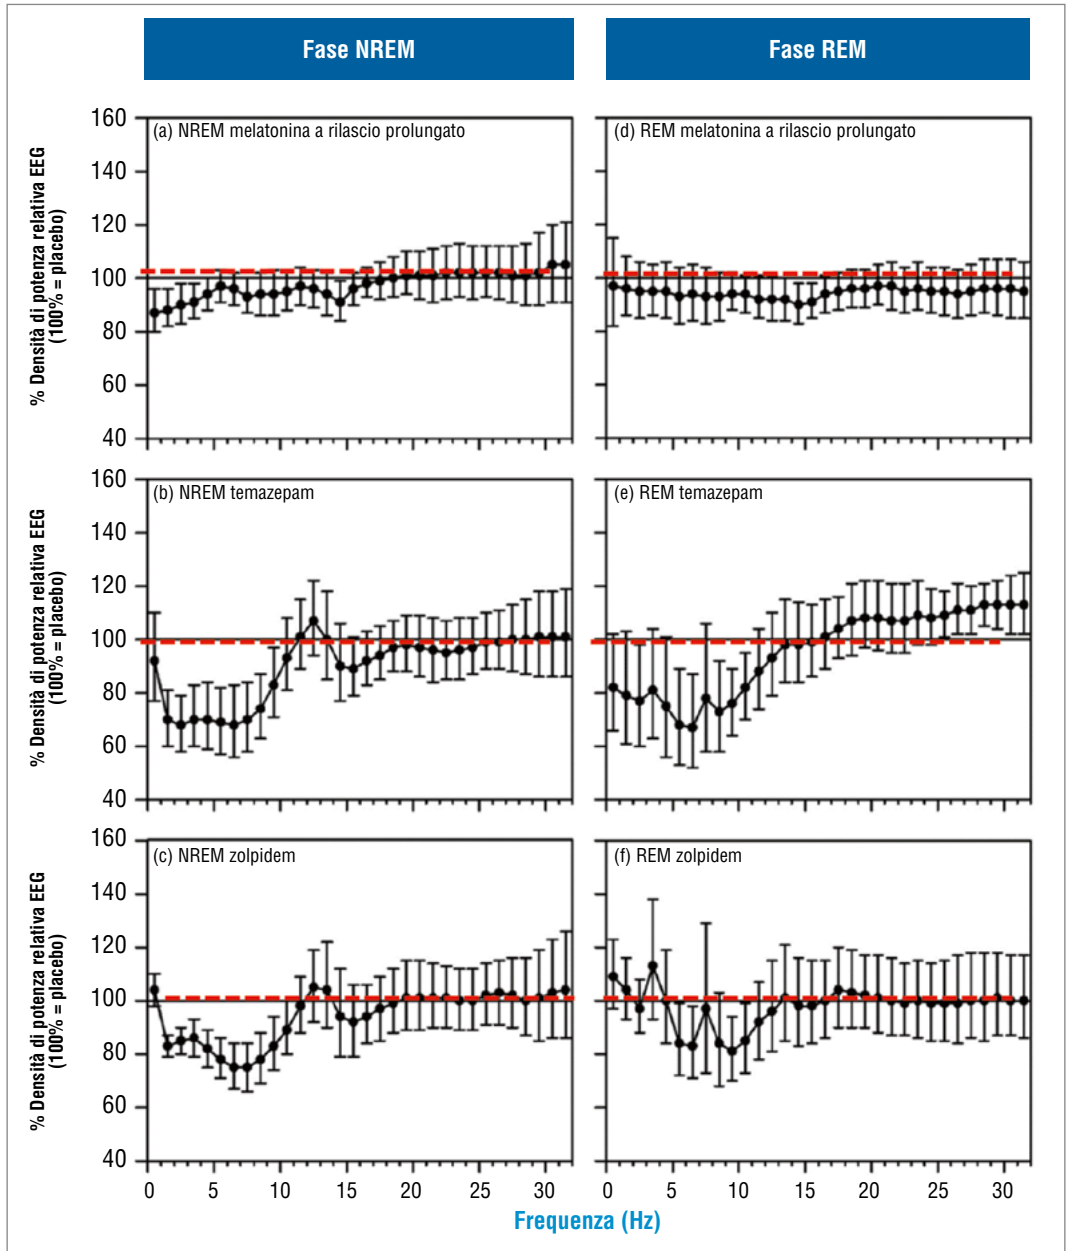 Fase NREM
Fase REM
% Densità di potenza relativa EEG
(100% = placebo)
160
140
120
100
80
60
40
(a) NREM melatonina a rilascio prolungato
(d) REM melatonina a rilascio prolungato
% Densità di potenza relativa EEG
(100% = placebo)
160
140
120
100
80
60
40
(b) NREM temazepam
(e) REM temazepam
% Densità di potenza relativa EEG
(100% = placebo)
160
140
120
100
80
60
40
(c) NREM zolpidem
(f) REM zolpidem
0 5 10 15 20 25 30
0 5 10 15 20 25 30
Frequenza (Hz)